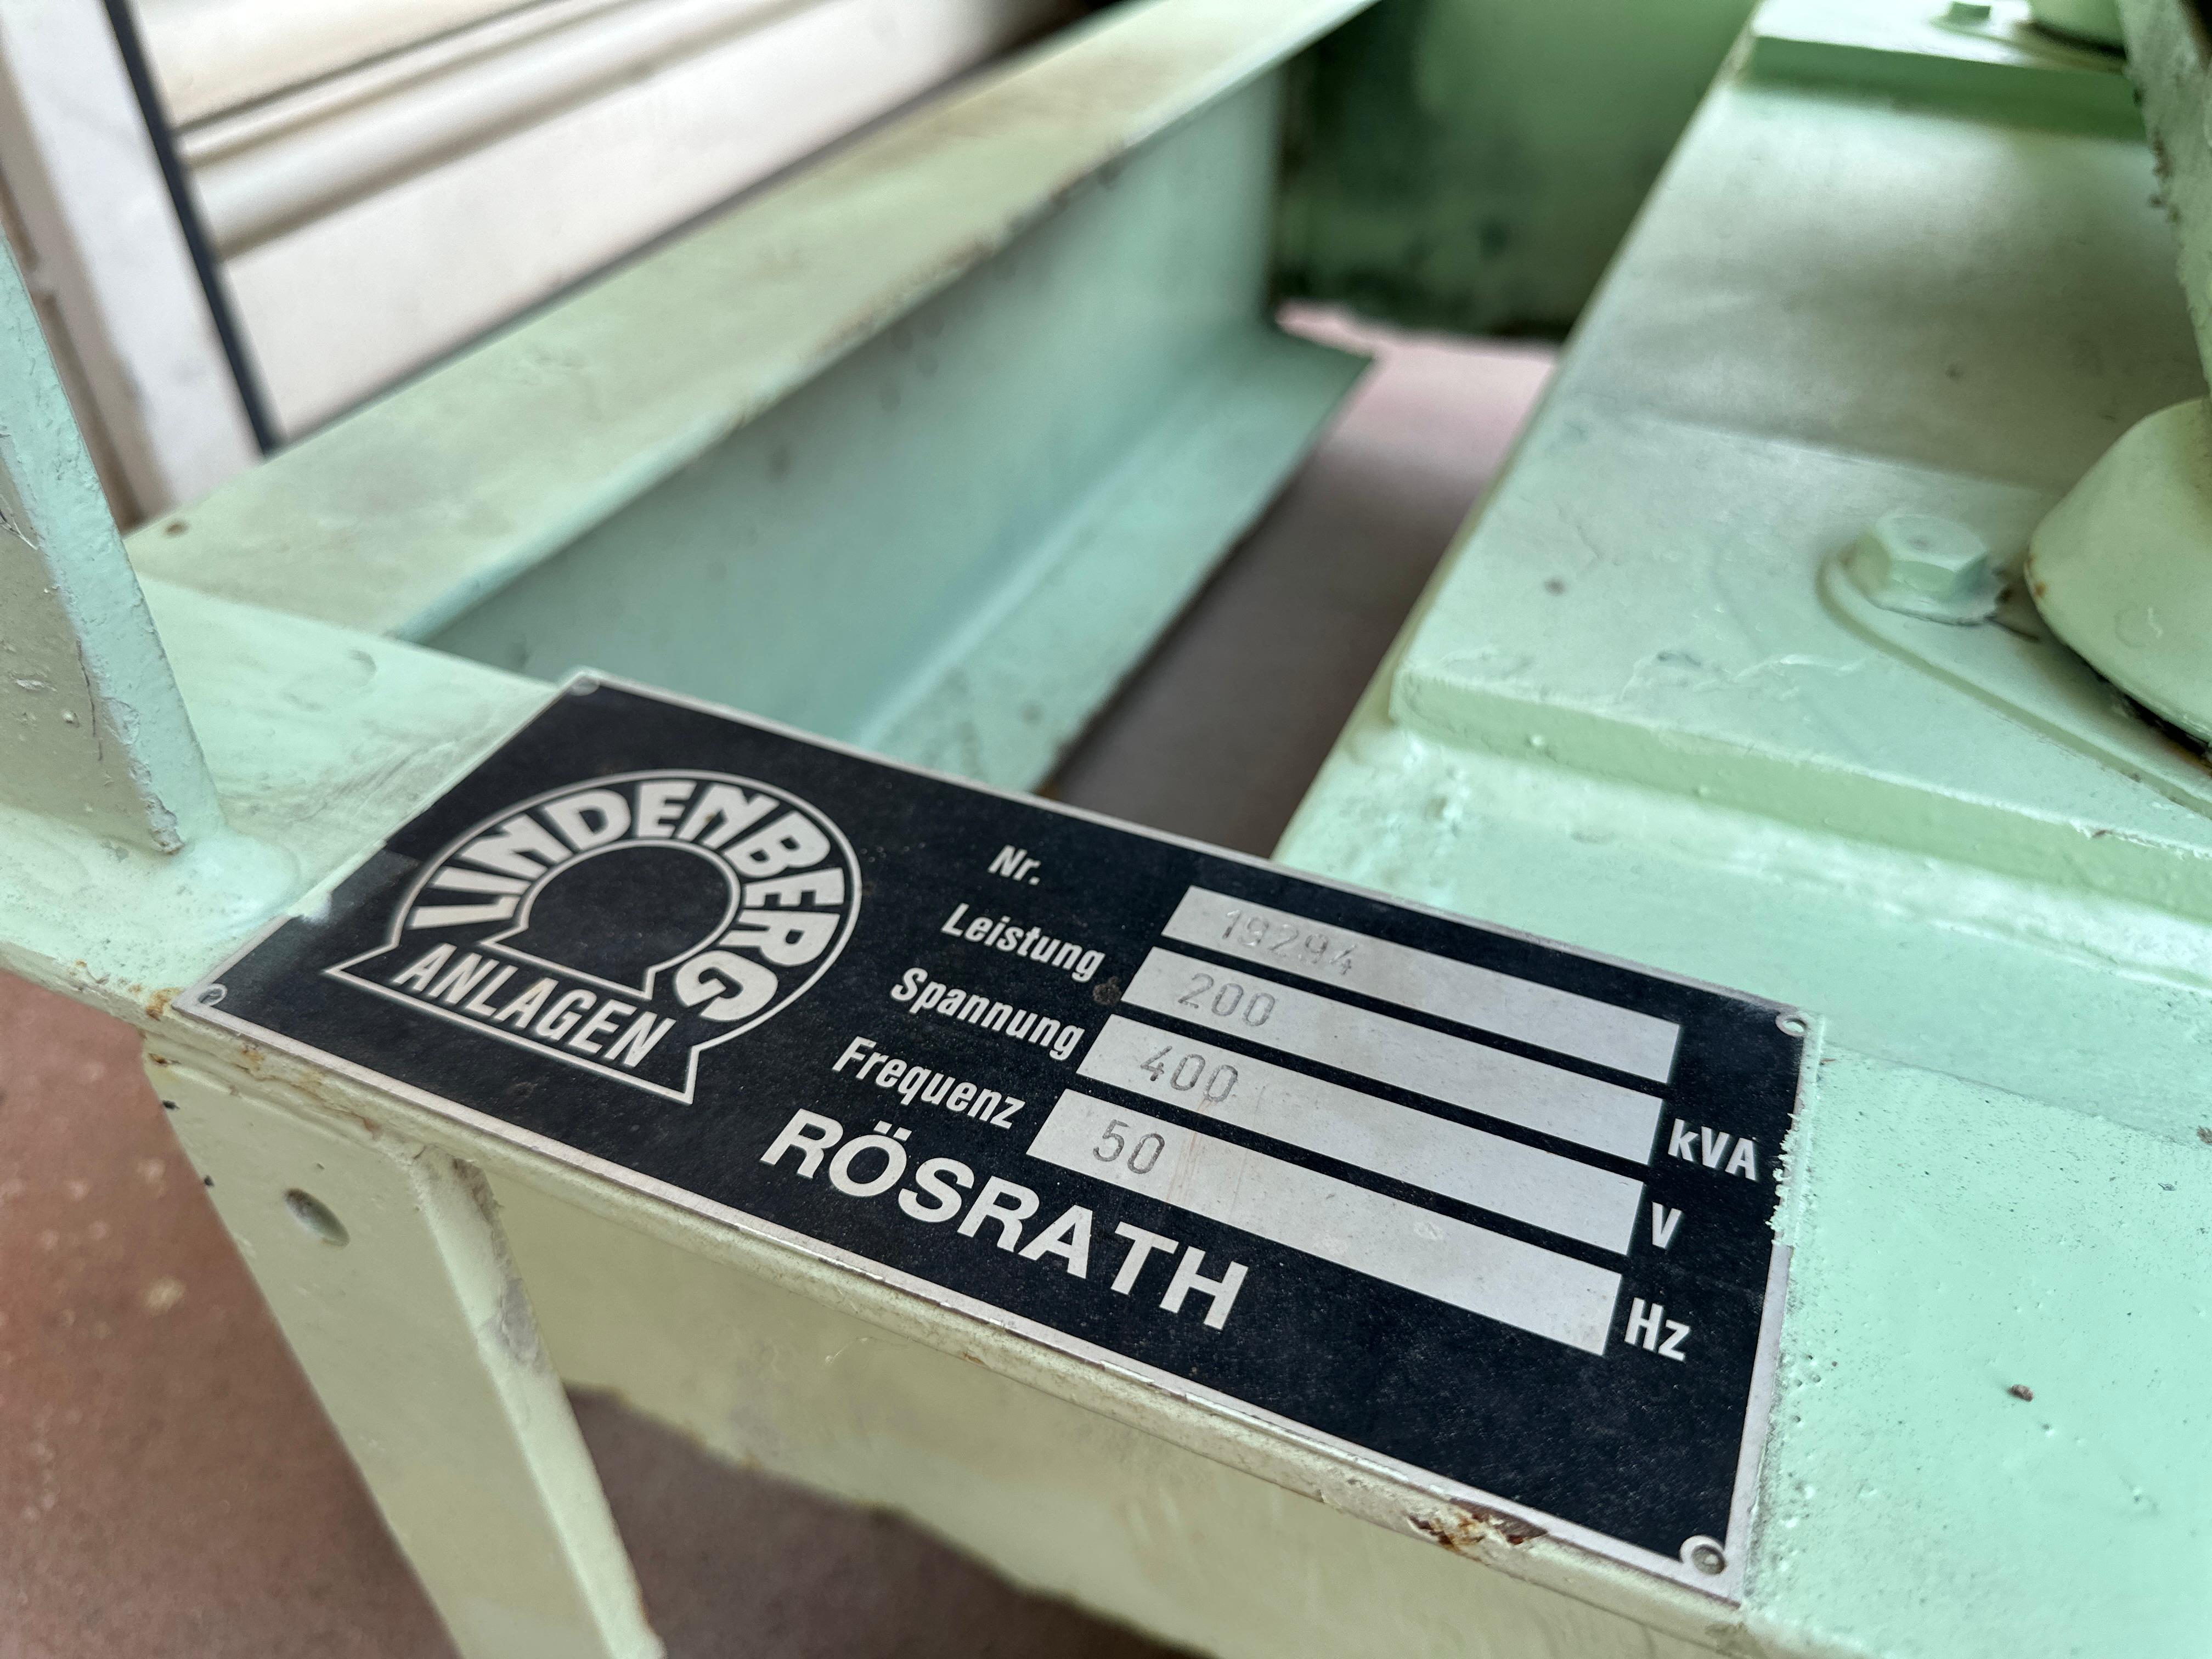 LINDENBERG
ANLAGEN
Nr. 19294
Leistung 200 kVA
Spannung 400 V
Frequenz 50 Hz
RÖSRATH